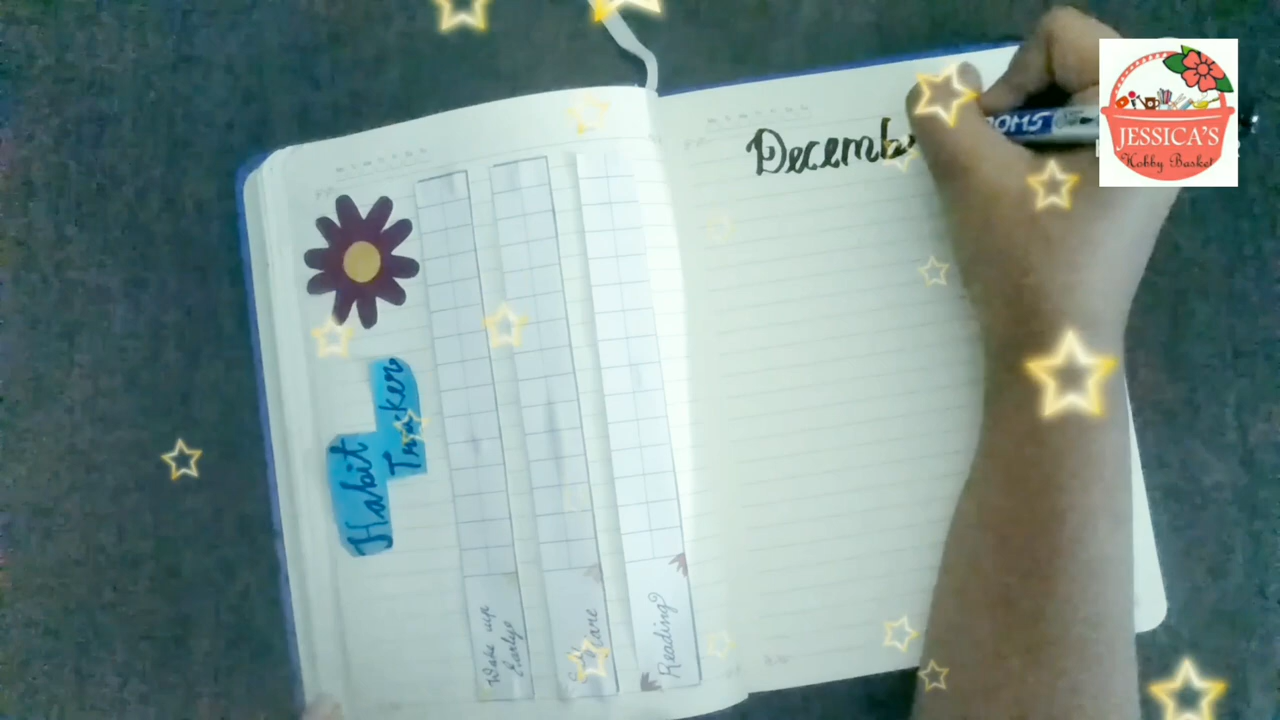 Habit
Tracker
Wake up
Early
Reading
Decemb
JESSICA'S
Hobby Basket